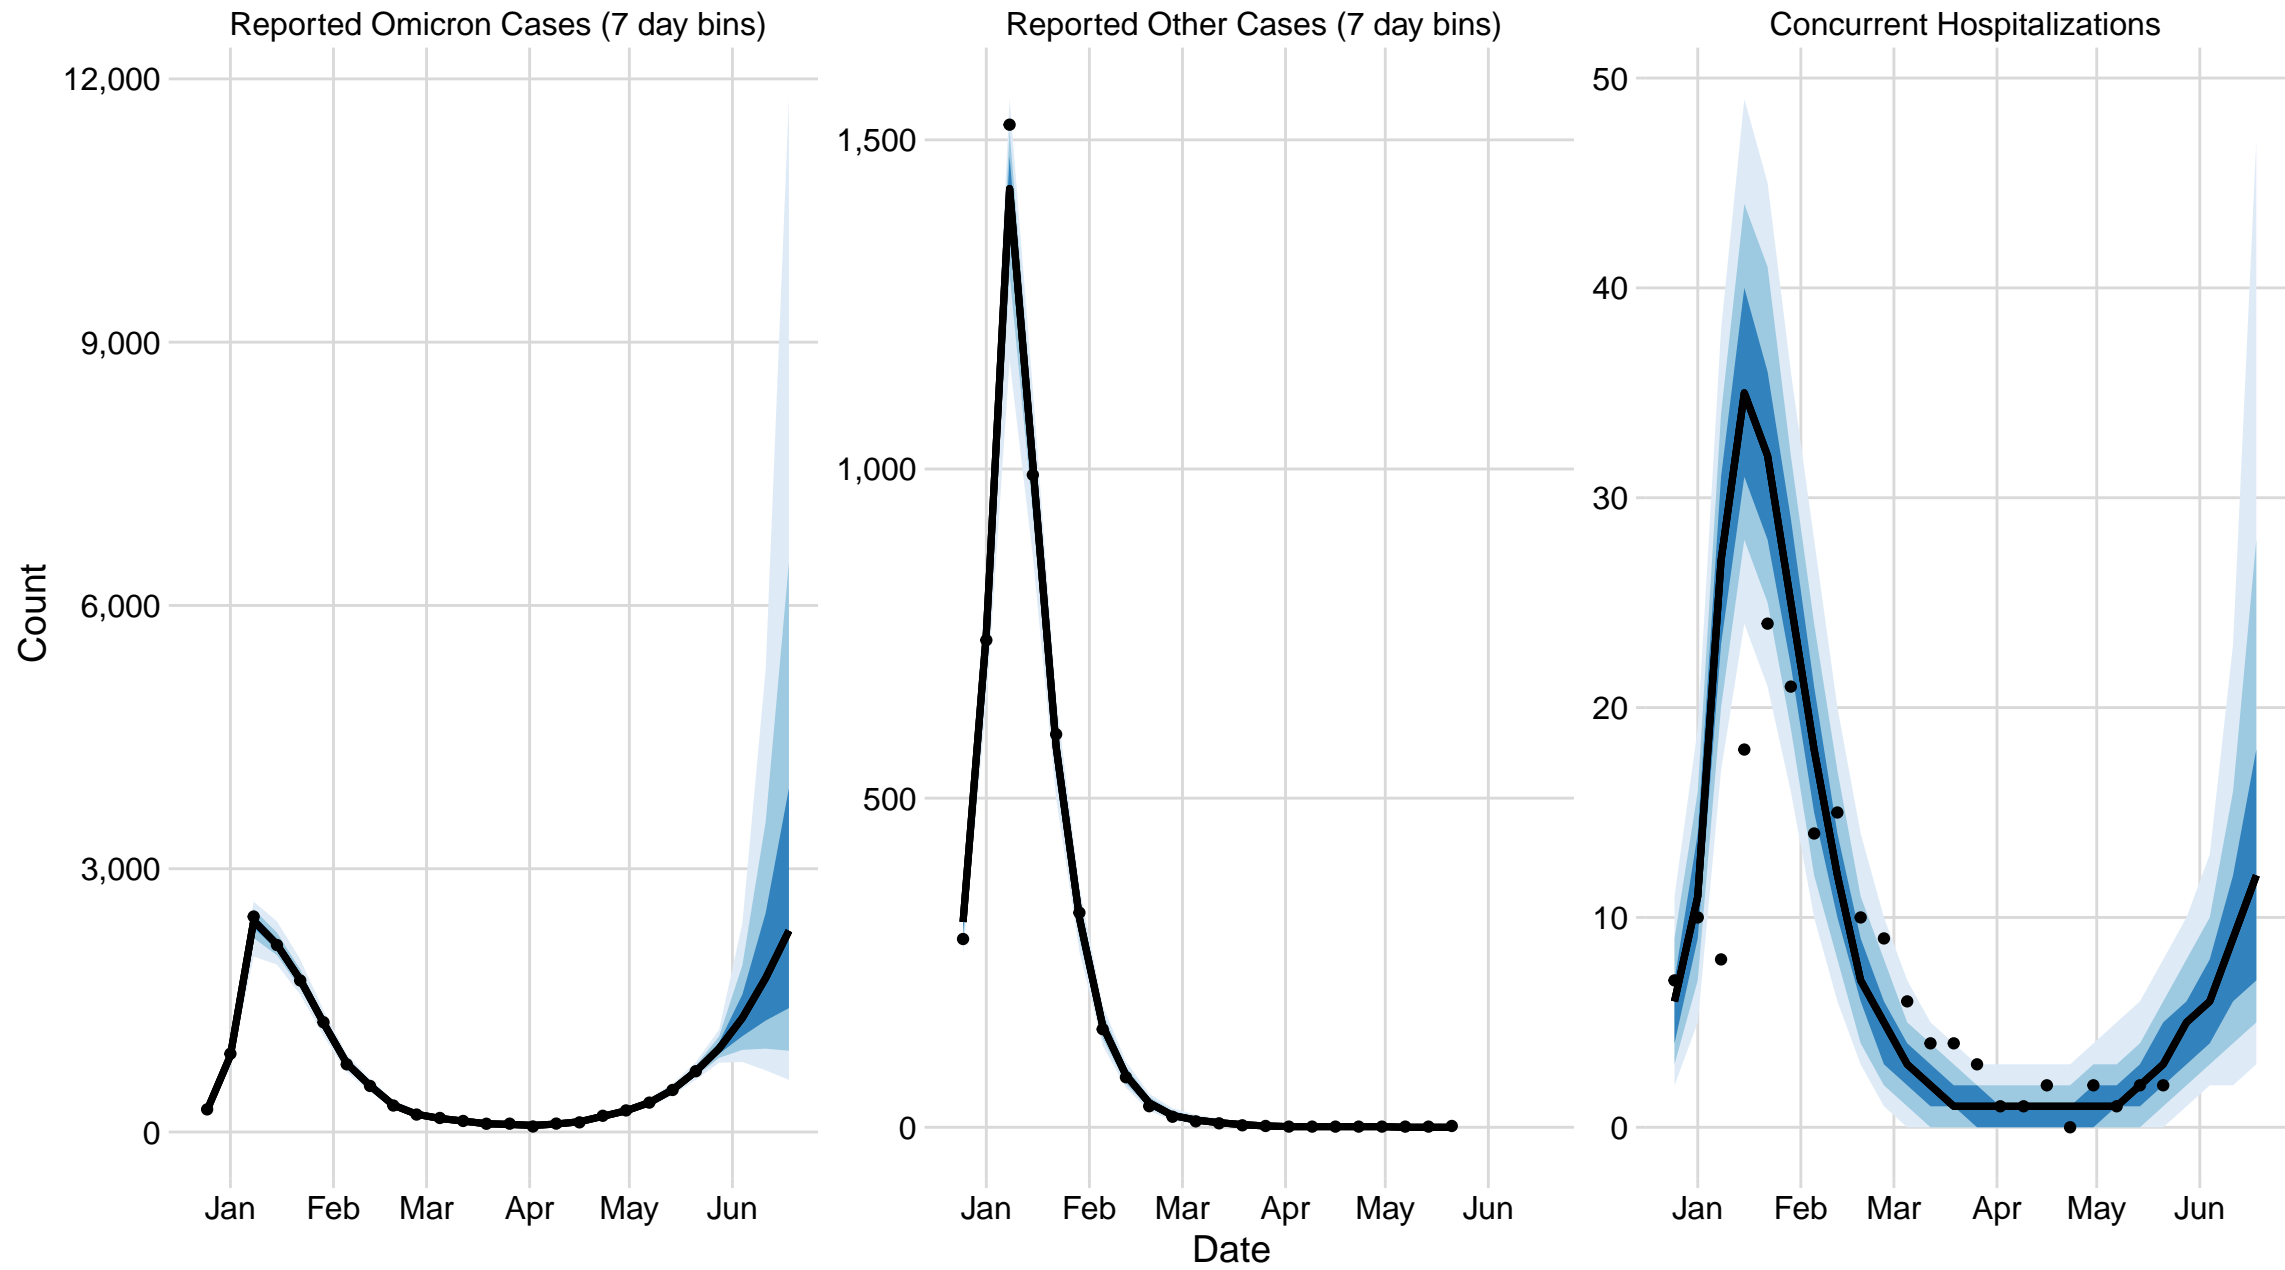 Reported Omicron Cases (7 day bins)
Reported Other Cases (7 day bins)
Concurrent Hospitalizations
Count
12,000
9,000
6,000
3,000
0
1,500
1,000
500
0
50
40
30
20
10
0
Jan Feb Mar Apr May Jun
Jan Feb Mar Apr May Jun
Jan Feb Mar Apr May Jun
Date